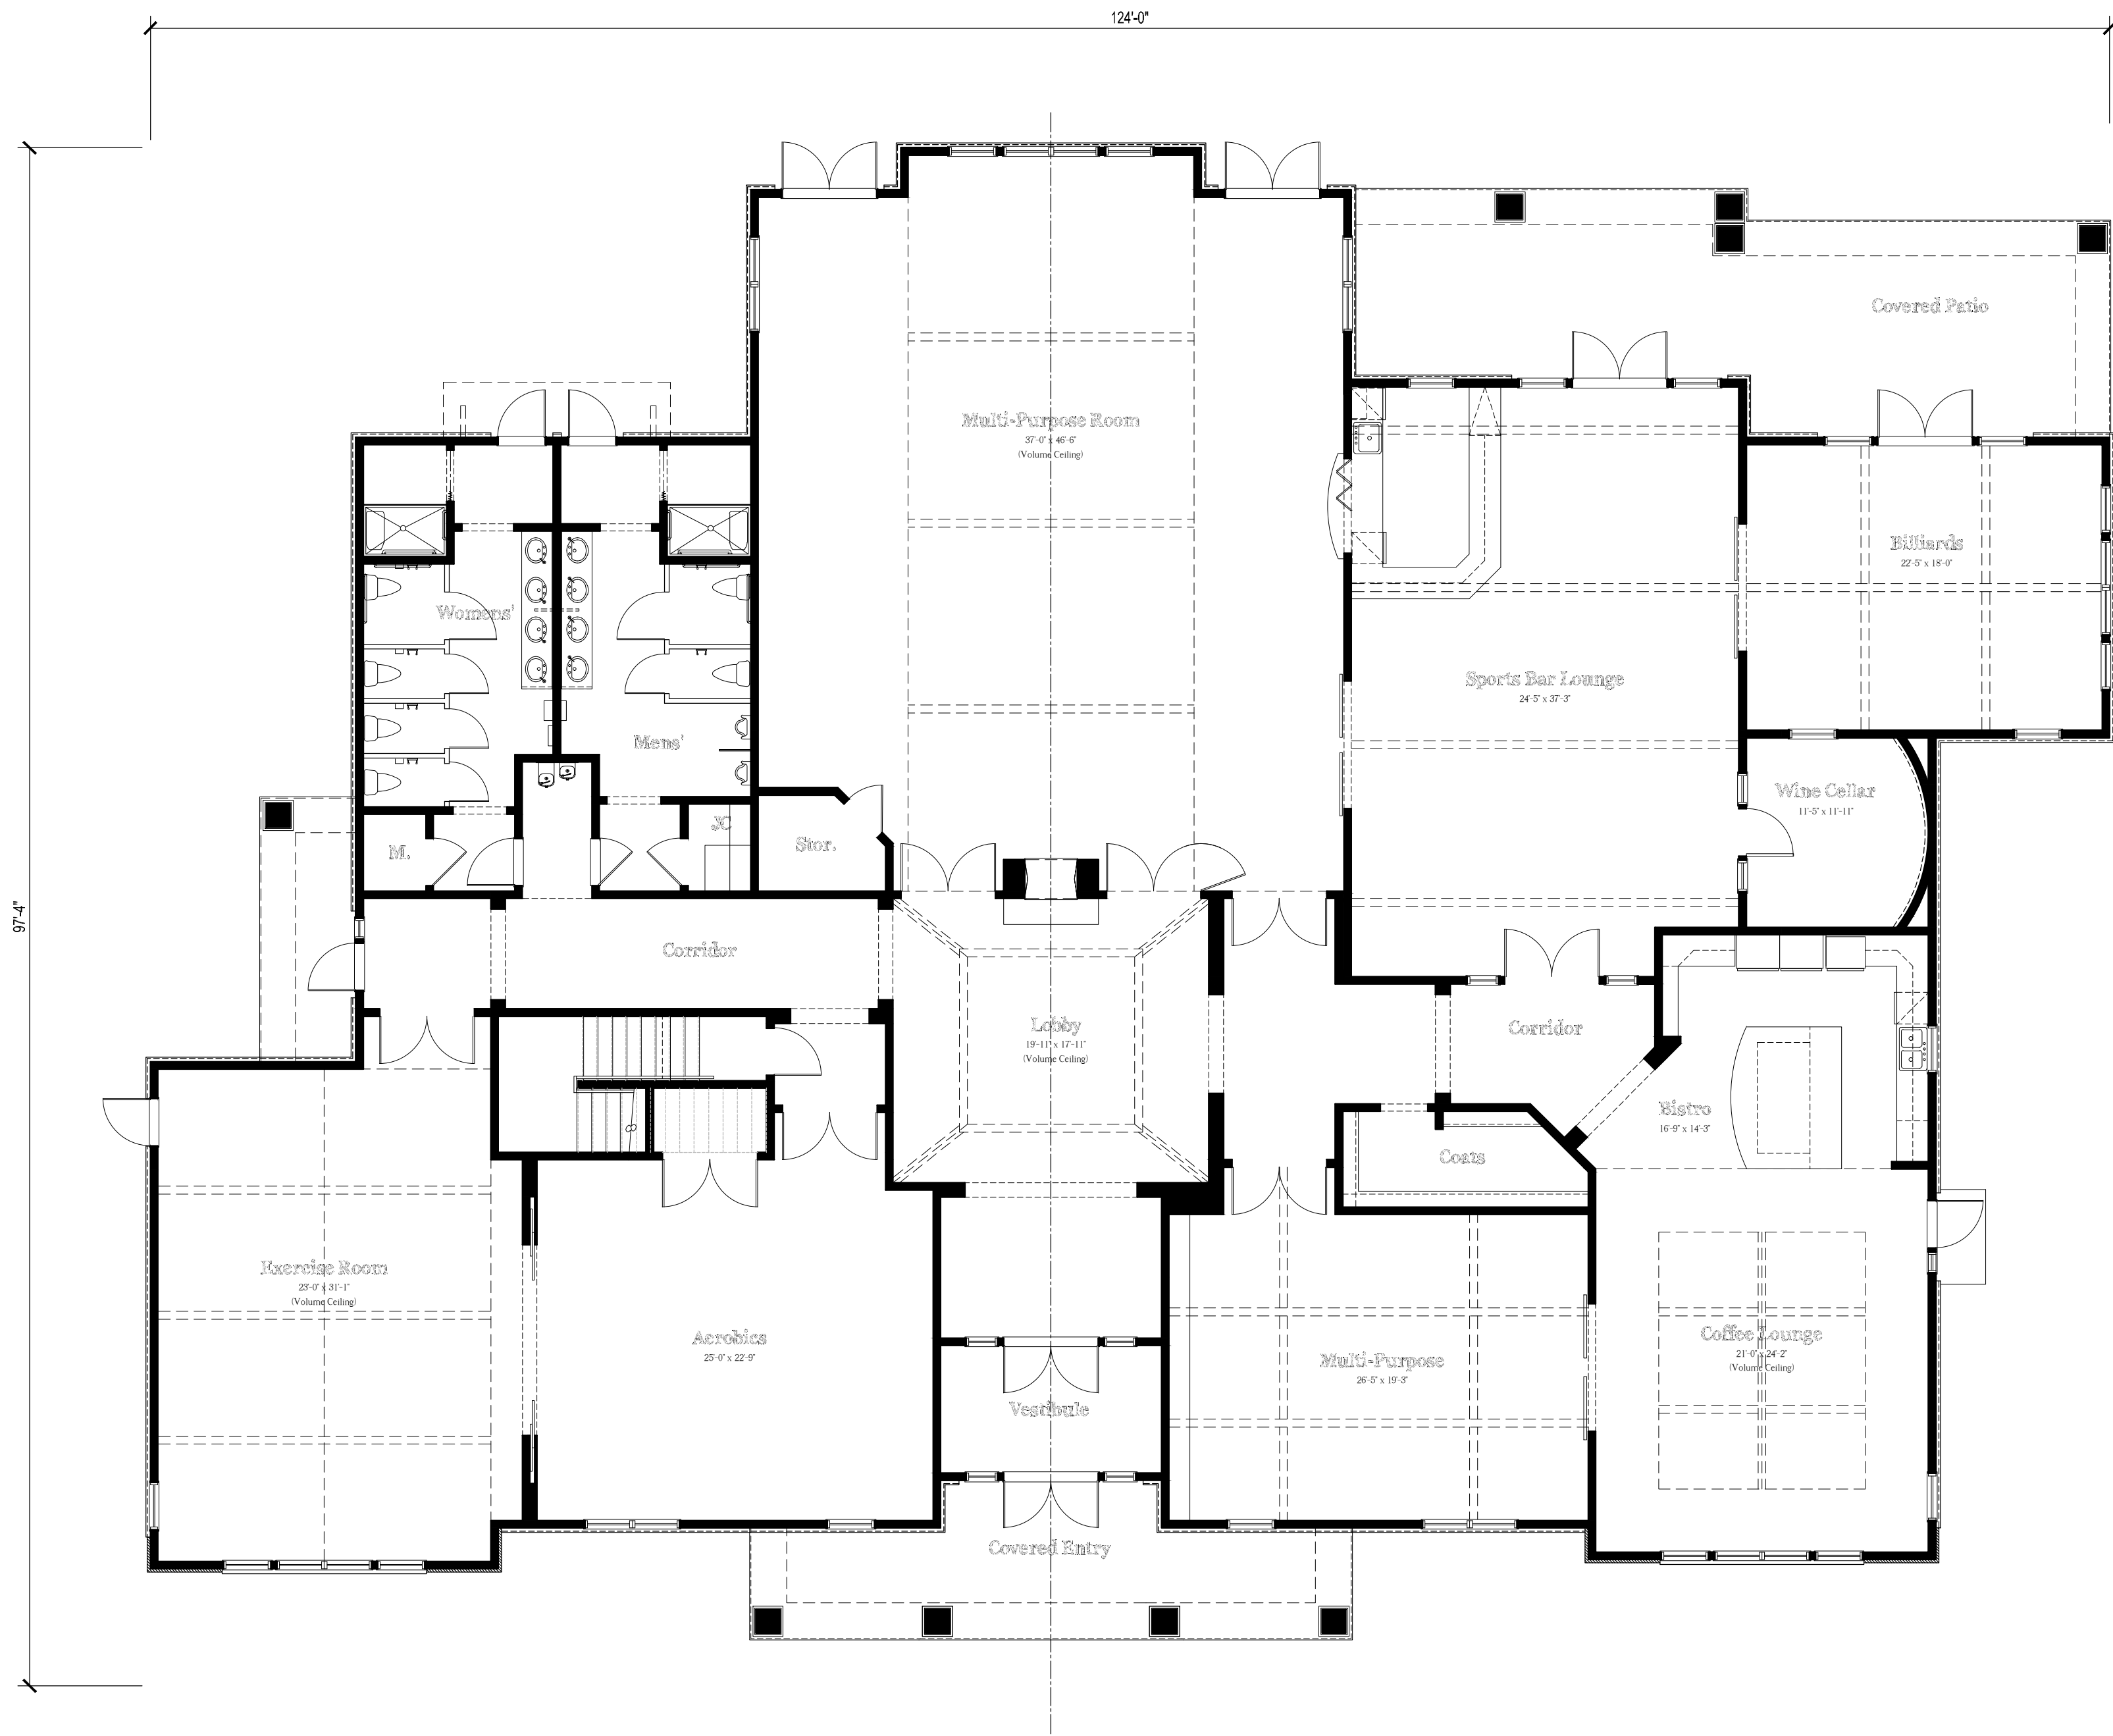 124'-0"
97'-4"
Covered Patio
Multi-Purpose Room
37'-0" x 46'-6"
(Volume Ceiling)
Billiards
22'-5" x 18'-0"
Womens'
Sports Bar Lounge
24'-5" x 37'-3"
Mens'
Wine Cellar
11'-5" x 11'-11"
JC
Stor.
M.
Corridor
Lobby
19'-11" x 17'-11"
(Volume Ceiling)
Corridor
Bistro
16'-9" x 14'-3"
Coats
Exercise Room
23'-0" x 31'-1"
(Volume Ceiling)
Aerobics
25'-0" x 22'-9"
Multi-Purpose
26'-5" x 19'-3"
Coffee Lounge
21'-0" x 24'-2"
(Volume Ceiling)
Vestibule
Covered Entry